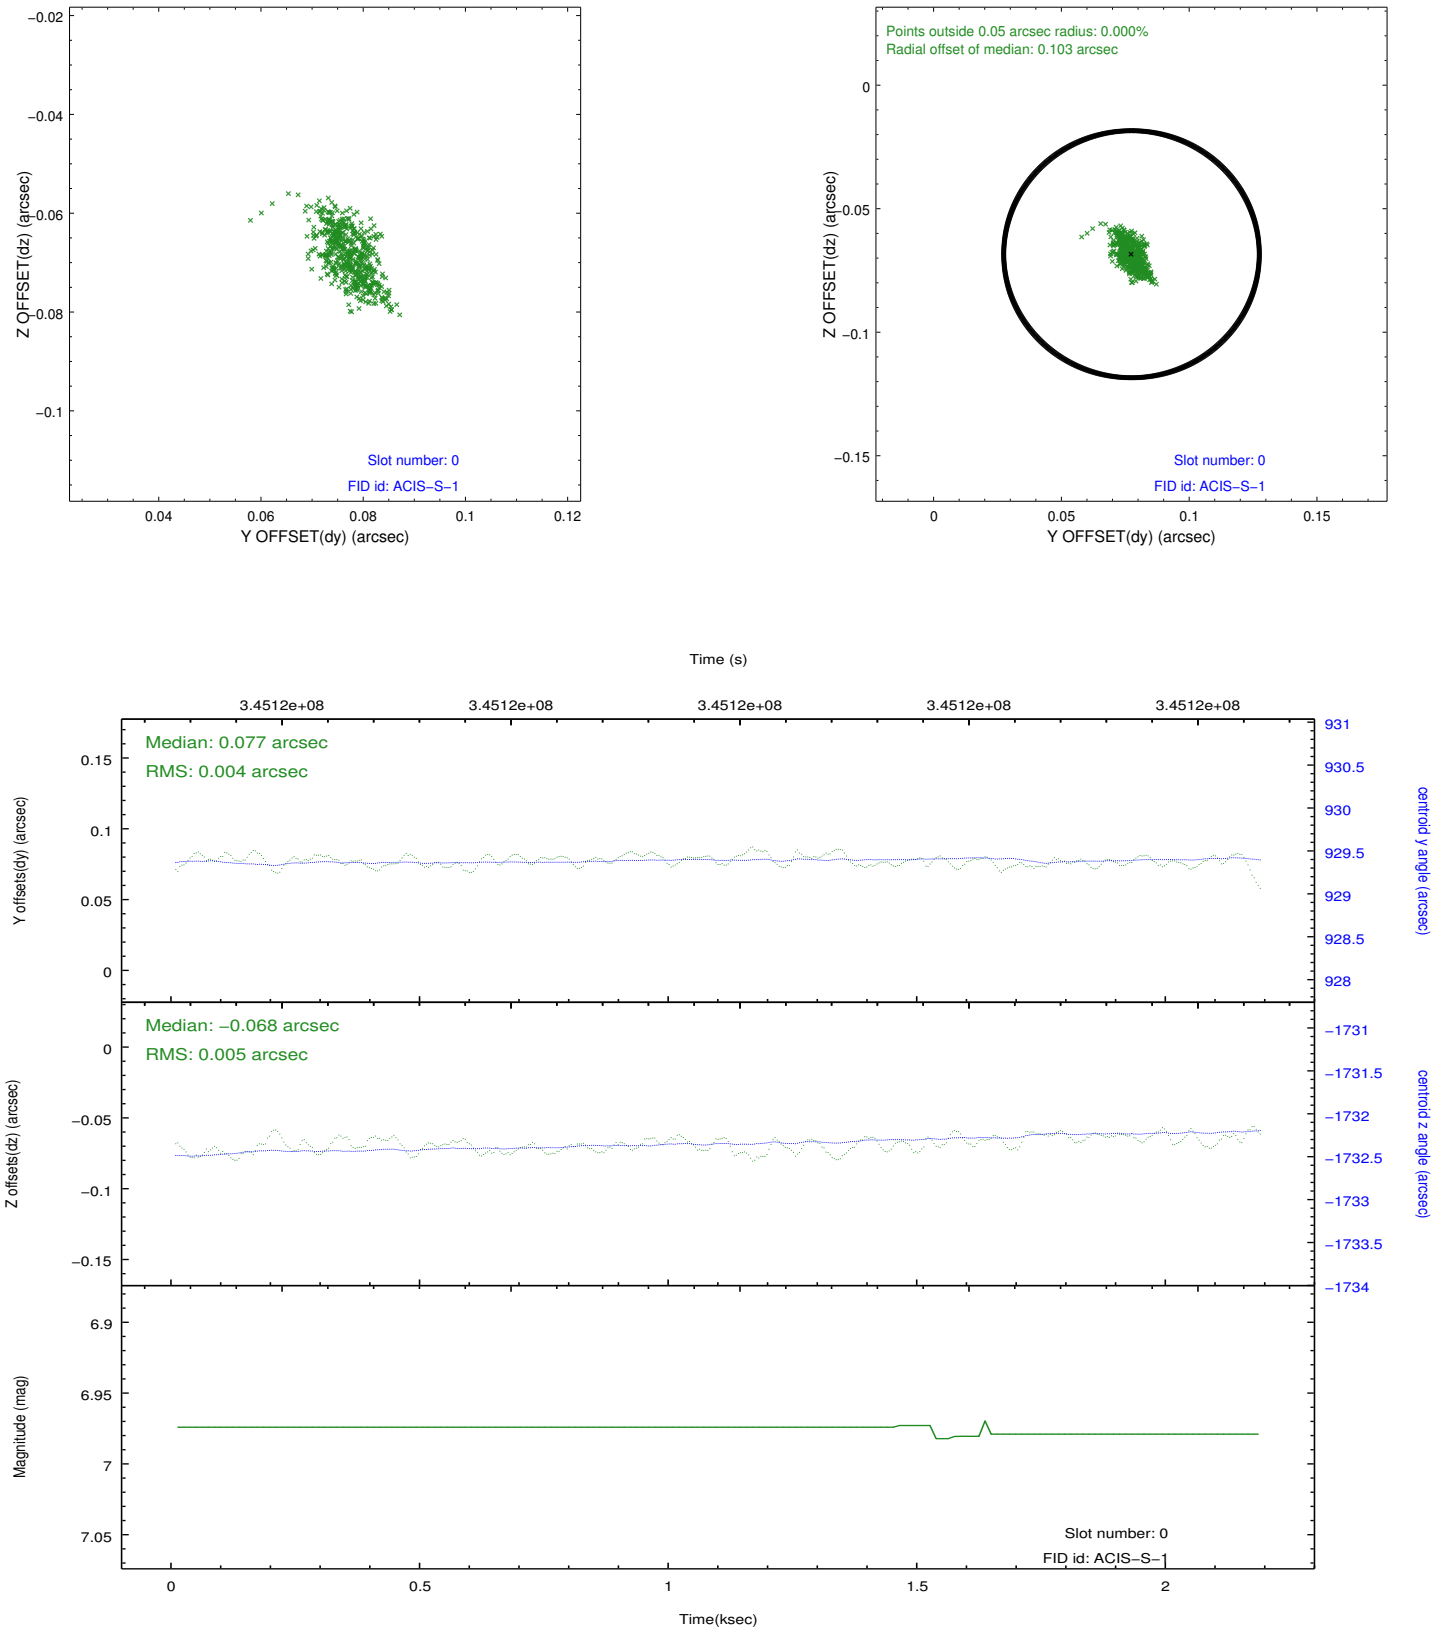 −0.02
−0.04
−0.06
−0.08
−0.1
Z OFFSET(dz) (arcsec)
Slot number: 0
FID id: ACIS−S−1
0.04
0.06
0.08
0.1
0.12
Y OFFSET(dy) (arcsec)
Points outside 0.05 arcsec radius: 0.000%
Radial offset of median: 0.103 arcsec
0
−0.05
−0.1
−0.15
Z OFFSET(dz) (arcsec)
Slot number: 0
FID id: ACIS−S−1
0
0.05
0.1
0.15
Y OFFSET(dy) (arcsec)
Time (s)
3.4512e+08
3.4512e+08
3.4512e+08
3.4512e+08
3.4512e+08
Median: 0.077 arcsec
RMS: 0.004 arcsec
0.15
0.1
0.05
0
Y offsets(dy) (arcsec)
931
930.5
930
929.5
929
928.5
928
centroid y angle (arcsec)
Median: −0.068 arcsec
RMS: 0.005 arcsec
0
−0.05
−0.1
−0.15
Z offsets(dz) (arcsec)
−1731
−1731.5
−1732
−1732.5
−1733
−1733.5
−1734
centroid z angle (arcsec)
6.9
6.95
7
7.05
Magnitude (mag)
Slot number: 0
FID id: ACIS−S−1
0
0.5
1
1.5
2
Time(ksec)